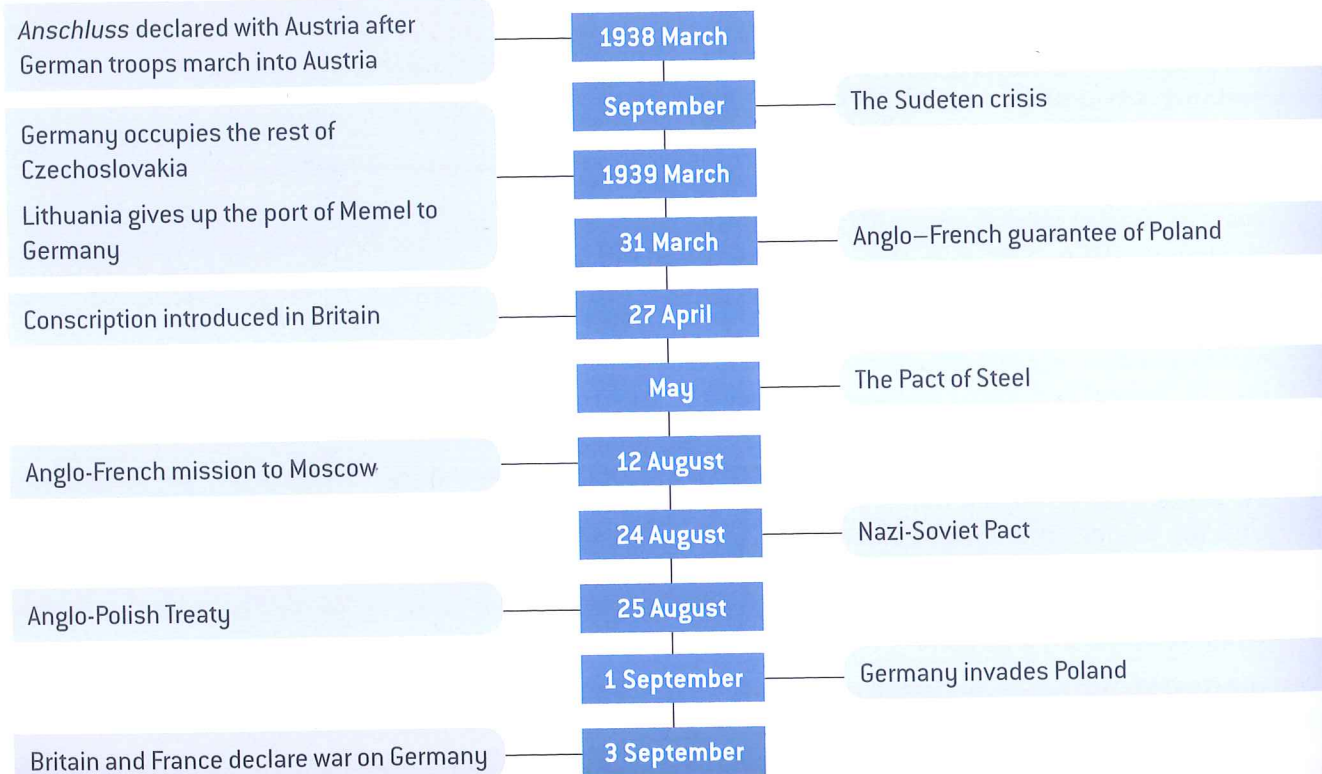 Anschluss declared with Austria after
German troops march into Austria
1938 March
September
The Sudeten crisis
Germany occupies the rest of
Czechoslovakia
Lithuania gives up the port of Memel to
Germany
1939 March
31 March
Anglo–French guarantee of Poland
Conscription introduced in Britain
27 April
May
The Pact of Steel
Anglo-French mission to Moscow
12 August
24 August
Nazi-Soviet Pact
Anglo-Polish Treaty
25 August
1 September
Germany invades Poland
Britain and France declare war on Germany
3 September